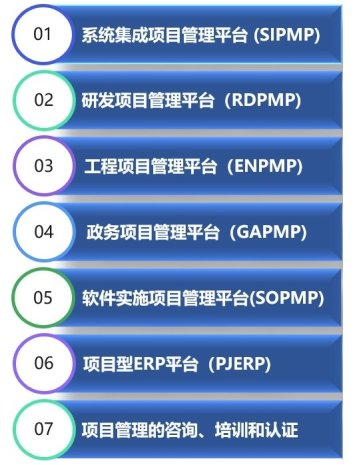 01 系统集成项目管理平台 (SIPMP)
02 研发项目管理平台（RDPMP)
03 工程项目管理平台（ENPMP)
04 政务项目管理平台（GAPMP)
05 软件实施项目管理平台(SOPMP)
06 项目型ERP平台（PJERP)
07 项目管理的咨询、培训和认证